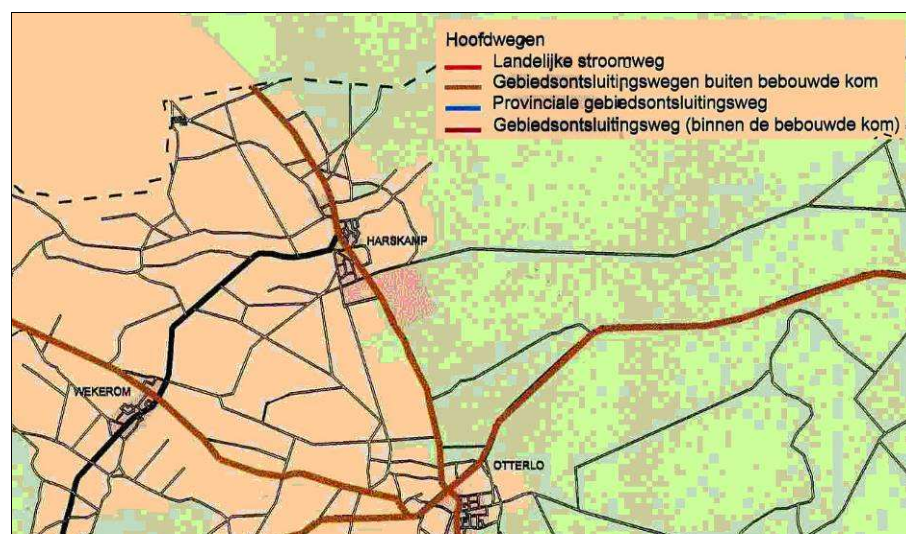 Hoofdwegen
Landelijke stroomweg
Gebiedsontsluitingswegen buiten bebouwde kom
Provinciale gebiedsontsluitingsweg
Gebiedsontsluitingsweg (binnen de bebouwde kom)
HARSKAMP
WEKEROM
OTTERLO